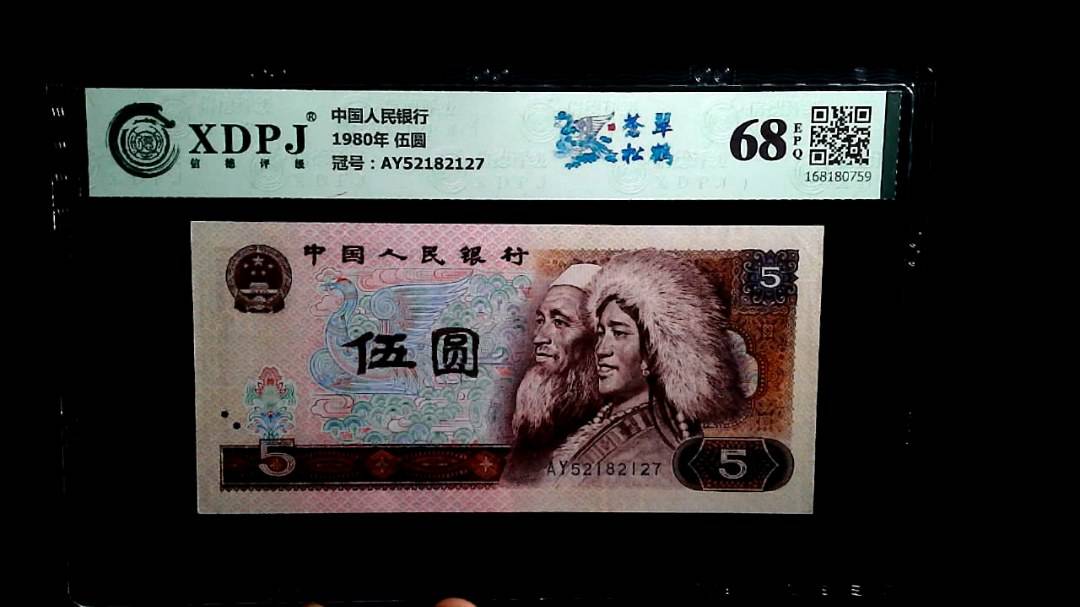 XDPJ®
信德评级
中国人民银行
1980年 伍圆
冠号：AY52182127
苍翠
松鹤
68
EPQ
168180759
中国人民银行
5
伍圆
5
AY52182127
5